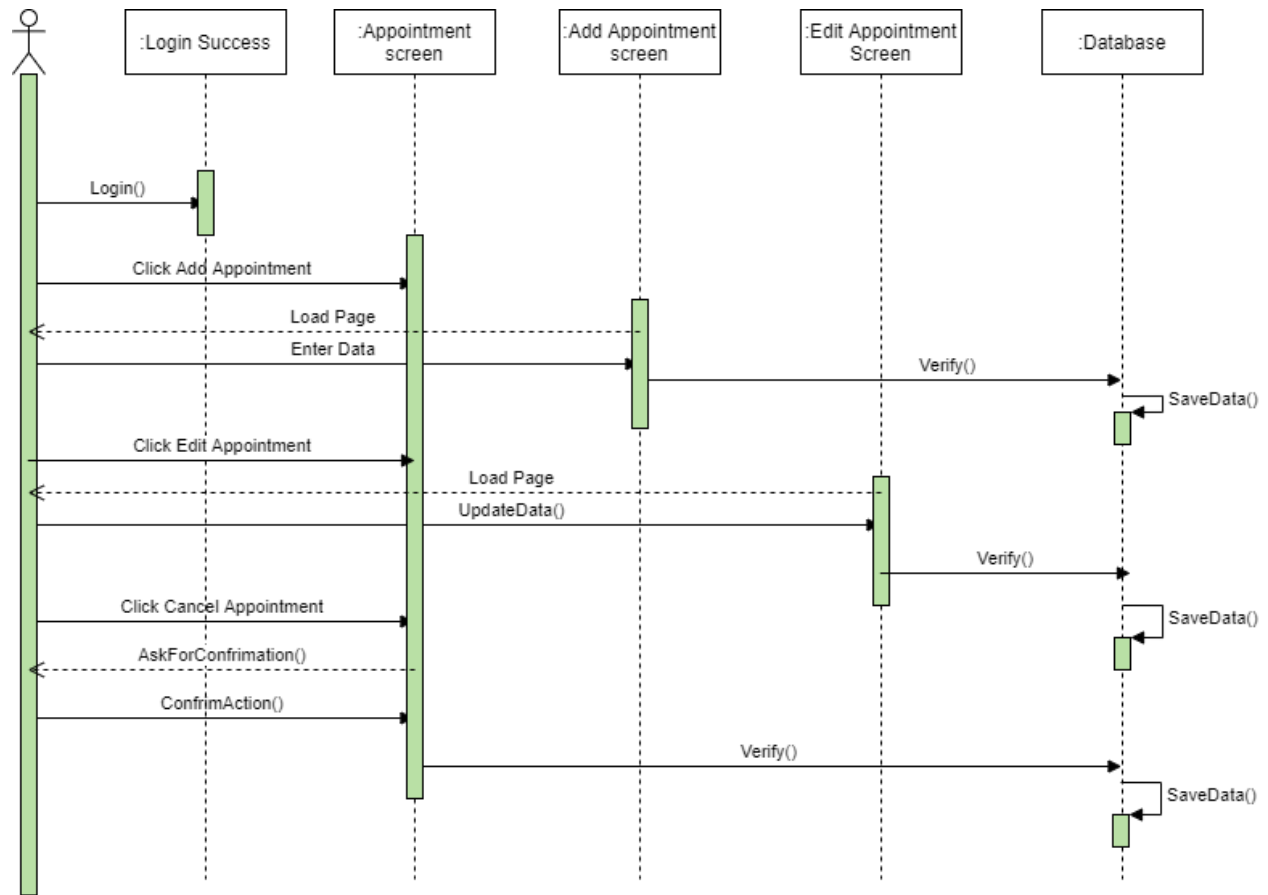 :Login Success
:Appointment
screen
:Add Appointment
screen
:Edit Appointment
Screen
:Database
Login()
Click Add Appointment
Load Page
Enter Data
Verify()
SaveData()
Click Edit Appointment
Load Page
UpdateData()
Verify()
Click Cancel Appointment
SaveData()
AskForConfrimation()
ConfrimAction()
Verify()
SaveData()